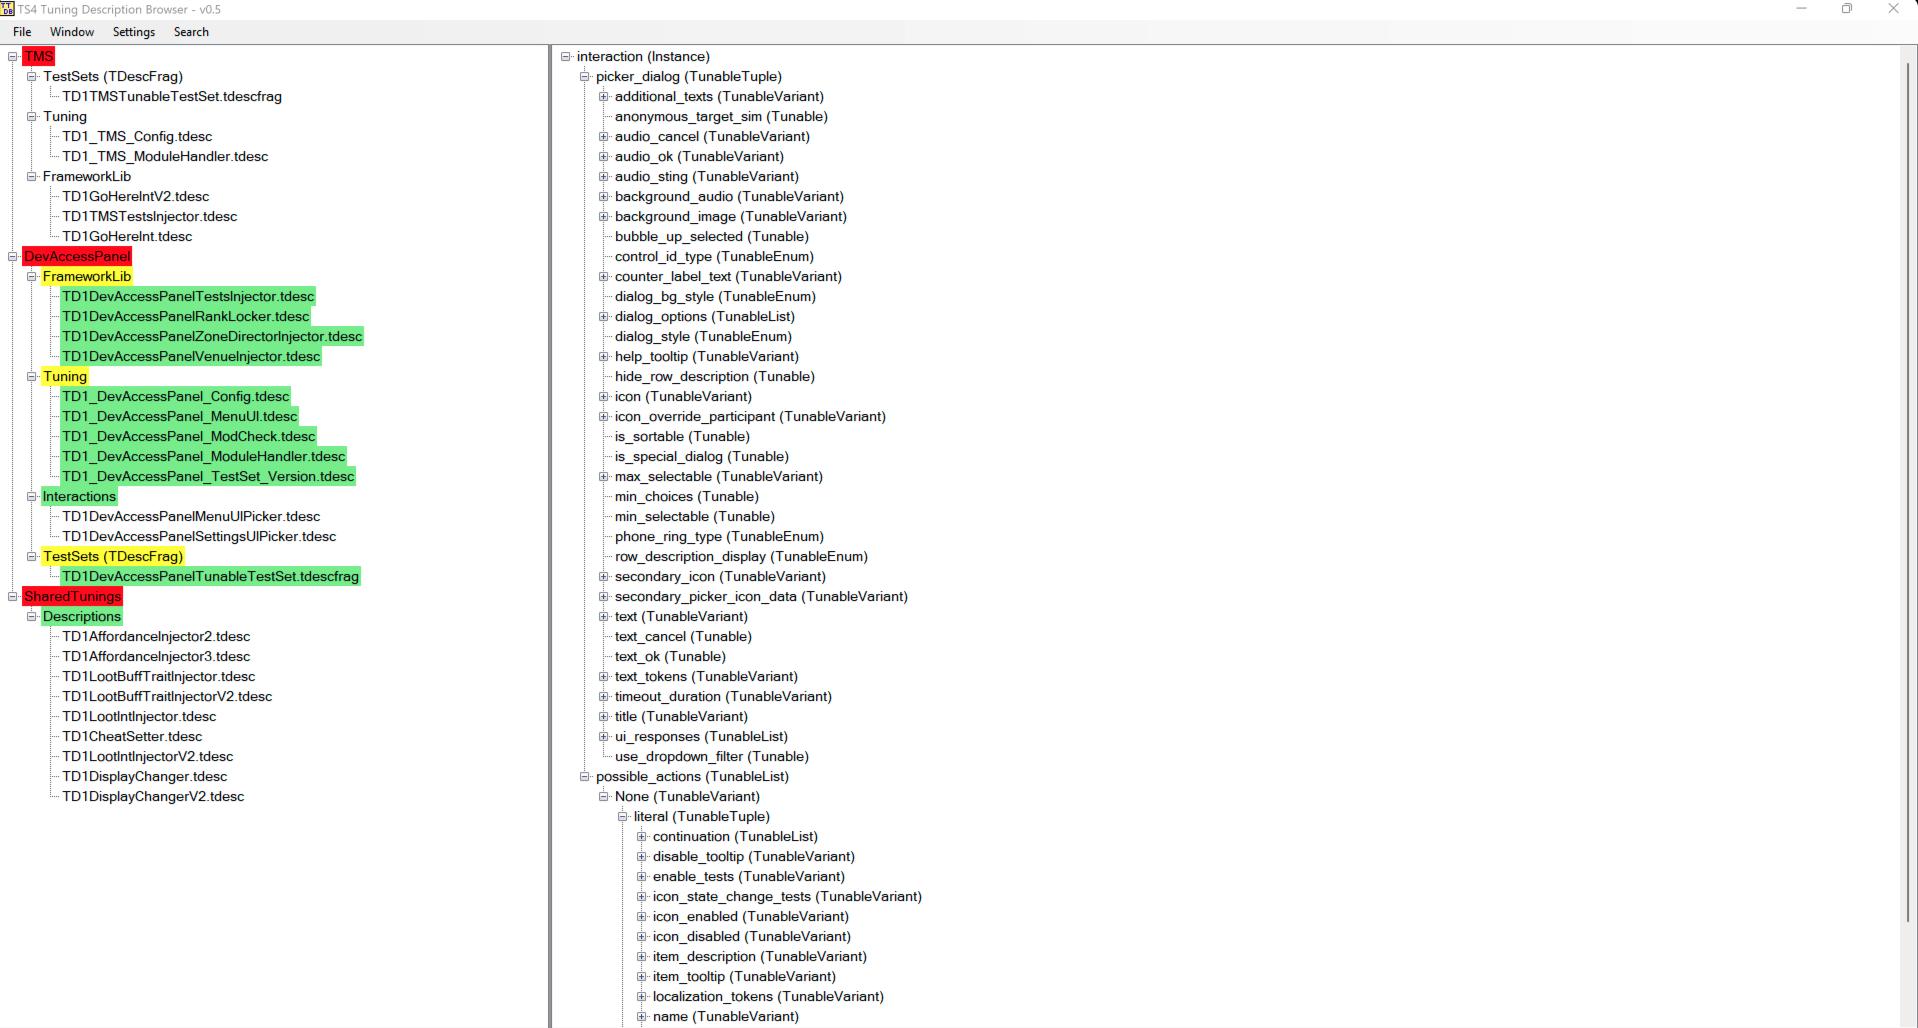 TS4 Tuning Description Browser - v0.5
File Window Settings Search
TMS
TestSets (TDescFrag)
TD1TMSTunableTestSet.tdescfrag
Tuning
TD1_TMS_Config.tdesc
TD1_TMS_ModuleHandler.tdesc
FrameworkLib
TD1GoHereIntV2.tdesc
TD1TMSTestsInjector.tdesc
TD1GoHereInt.tdesc
DevAccessPanel
FrameworkLib
TD1DevAccessPanelTestsInjector.tdesc
TD1DevAccessPanelRankLocker.tdesc
TD1DevAccessPanelZoneDirectorInjector.tdesc
TD1DevAccessPanelVenueInjector.tdesc
Tuning
TD1_DevAccessPanel_Config.tdesc
TD1_DevAccessPanel_MenuUI.tdesc
TD1_DevAccessPanel_ModCheck.tdesc
TD1_DevAccessPanel_ModuleHandler.tdesc
TD1_DevAccessPanel_TestSet_Version.tdesc
Interactions
TD1DevAccessPanelMenuUIPicker.tdesc
TD1DevAccessPanelSettingsUIPicker.tdesc
TestSets (TDescFrag)
TD1DevAccessPanelTunableTestSet.tdescfrag
SharedTunings
Descriptions
TD1AffordanceInjector2.tdesc
TD1AffordanceInjector3.tdesc
TD1LootBuffTraitInjector.tdesc
TD1LootBuffTraitInjectorV2.tdesc
TD1LootIntInjector.tdesc
TD1CheatSetter.tdesc
TD1LootIntInjectorV2.tdesc
TD1DisplayChanger.tdesc
TD1DisplayChangerV2.tdesc
interaction (Instance)
picker_dialog (TunableTuple)
additional_texts (TunableVariant)
anonymous_target_sim (Tunable)
audio_cancel (TunableVariant)
audio_ok (TunableVariant)
audio_sting (TunableVariant)
background_audio (TunableVariant)
background_image (TunableVariant)
bubble_up_selected (Tunable)
control_id_type (TunableEnum)
counter_label_text (TunableVariant)
dialog_bg_style (TunableEnum)
dialog_options (TunableList)
dialog_style (TunableEnum)
help_tooltip (TunableVariant)
hide_row_description (Tunable)
icon (TunableVariant)
icon_override_participant (TunableVariant)
is_sortable (Tunable)
is_special_dialog (Tunable)
max_selectable (TunableVariant)
min_choices (Tunable)
min_selectable (Tunable)
phone_ring_type (TunableEnum)
row_description_display (TunableEnum)
secondary_icon (TunableVariant)
secondary_picker_icon_data (TunableVariant)
text (TunableVariant)
text_cancel (Tunable)
text_ok (Tunable)
text_tokens (TunableVariant)
timeout_duration (TunableVariant)
title (TunableVariant)
ui_responses (TunableList)
use_dropdown_filter (Tunable)
possible_actions (TunableList)
None (TunableVariant)
literal (TunableTuple)
continuation (TunableList)
disable_tooltip (TunableVariant)
enable_tests (TunableVariant)
icon_state_change_tests (TunableVariant)
icon_enabled (TunableVariant)
icon_disabled (TunableVariant)
item_description (TunableVariant)
item_tooltip (TunableVariant)
localization_tokens (TunableVariant)
name (TunableVariant)